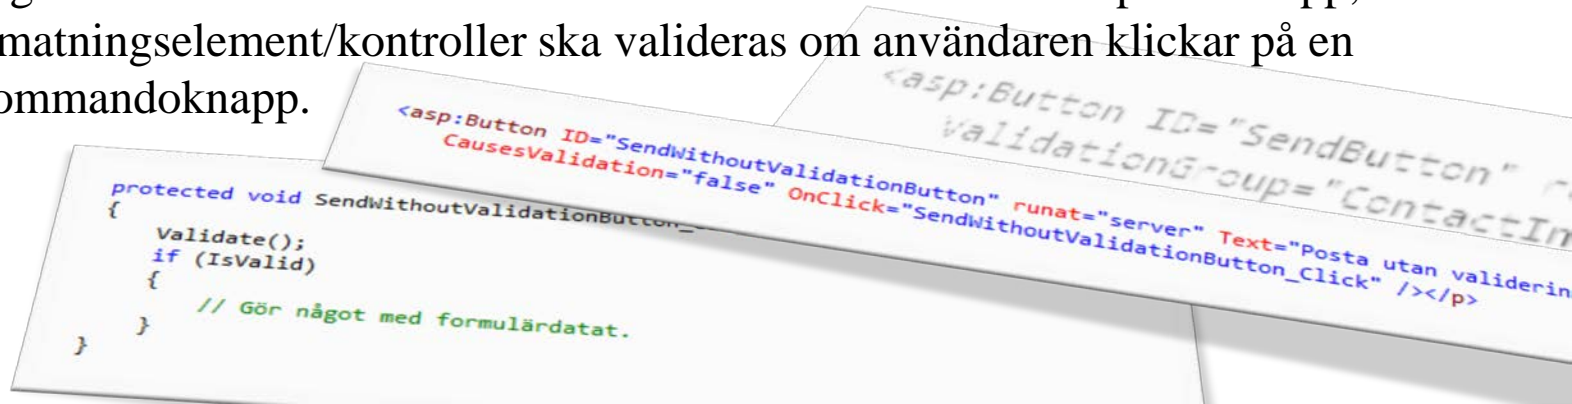 matningselement/kontroller ska valideras om användaren klickar på en
ommandoknapp.
<asp:Button ID="SendButton"
ValidationGroup="ContactIn
<asp:Button ID="SendWithoutValidationButton" runat="server" Text="Posta utan validerin
CausesValidation="false" OnClick="SendWithoutValidationButton_Click" /></p>
protected void SendWithoutValidationButton_
{
Validate();
if (IsValid)
{
// Gör något med formulärdatat.
}
}